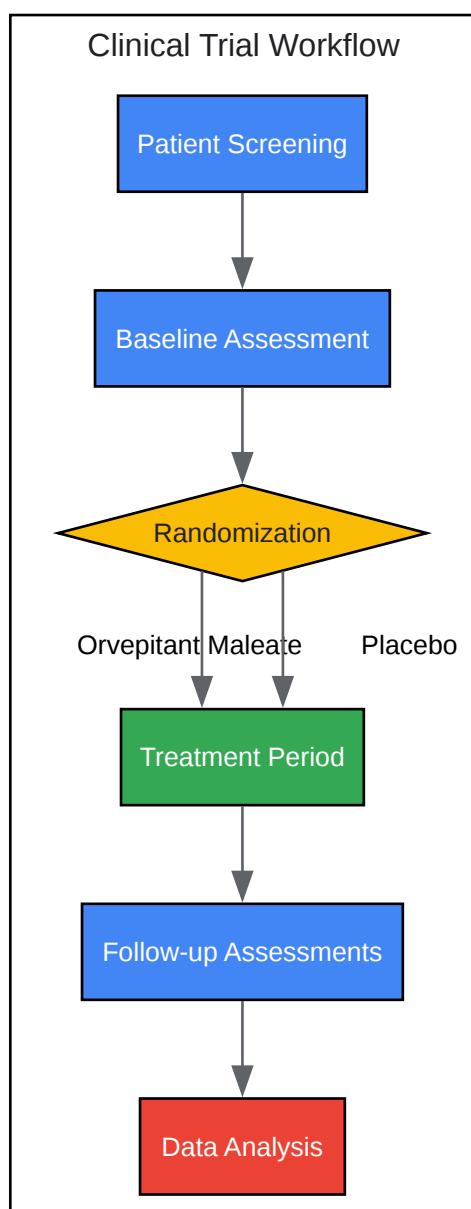 Clinical Trial Workflow
Patient Screening
Baseline Assessment
Randomization
Orvepitant Maleate
Placebo
Treatment Period
Follow-up Assessments
Data Analysis